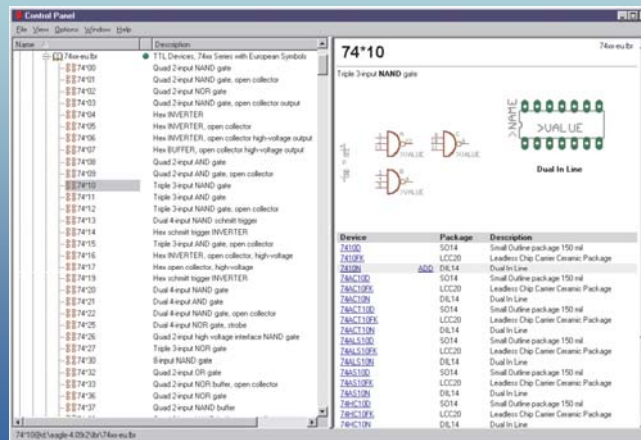 Control Panel
File View Options Window Help
Name Description
74xx-eu.lbr TTL Devices, 74xx Series with European Symbols
74*00 Quad 2-input NAND gate
74*01 Quad 2-input NAND gate, open collector
74*02 Quad 2-input NOR gate
74*03 Quad 2-input NAND gate, open collector output
74*04 Hex INVERTER
74*05 Hex INVERTER, open collector
74*06 Hex INVERTER, open collector high-voltage output
74*07 Hex BUFFER, open collector high-voltage output
74*08 Quad 2-input AND gate
74*09 Quad 2-input AND gate, open collector
74*10 Triple 3-input NAND gate
74*11 Triple 3-input AND gate
74*12 Triple 3-input NAND gate, open collector
74*13 Dual 4-input NAND schmitt trigger
74*14 Hex schmitt trigger INVERTER
74*15 Triple 3-input AND gate, open collector
74*16 Hex INVERTER, open collector, high-voltage
74*17 Hex open collector, high-voltage
74*19 Hex schmitt trigger INVERTER
74*20 Dual 4-input NAND gate
74*21 Dual 4-input AND gate
74*22 Dual 4-input NAND gate, open collector
74*25 Dual 4-input NOR gate, strobe
74*26 Quad 2-input high voltage interface NAND gate
74*27 Triple 3-input NOR gate
74*30 8-input NAND gate
74*32 Quad 2-input OR gate
74*33 Quad 2-input NOR buffer, open collector
74*36 Quad 2-input NOR gate
74*37 Quad 2-input NAND buffer
74*10@d:\eagle-4.09r2\lbr\74xx-eu.lbr
74*10 74xx-eu.lbr
Triple 3-input NAND gate
>VALUE
>VALUE
>VALUE
>NAME
>VALUE
Dual In Line
Device Package Description
7410D SO14 Small Outline package 150 mil
7410FK LCC20 Leadless Chip Carrier Ceramic Package
7410N ADD DIL14 Dual In Line
74AC10D SO14 Small Outline package 150 mil
74AC10FK LCC20 Leadless Chip Carrier Ceramic Package
74AC10N DIL14 Dual In Line
74ACT10D SO14 Small Outline package 150 mil
74ACT10FK LCC20 Leadless Chip Carrier Ceramic Package
74ACT10N DIL14 Dual In Line
74ALS10D SO14 Small Outline package 150 mil
74ALS10FK LCC20 Leadless Chip Carrier Ceramic Package
74ALS10N DIL14 Dual In Line
74AS10D SO14 Small Outline package 150 mil
74AS10FK LCC20 Leadless Chip Carrier Ceramic Package
74AS10N DIL14 Dual In Line
74HC10D SO14 Small Outline package 150 mil
74HC10FK LCC20 Leadless Chip Carrier Ceramic Package
74HC10N DIL14 Dual In Line